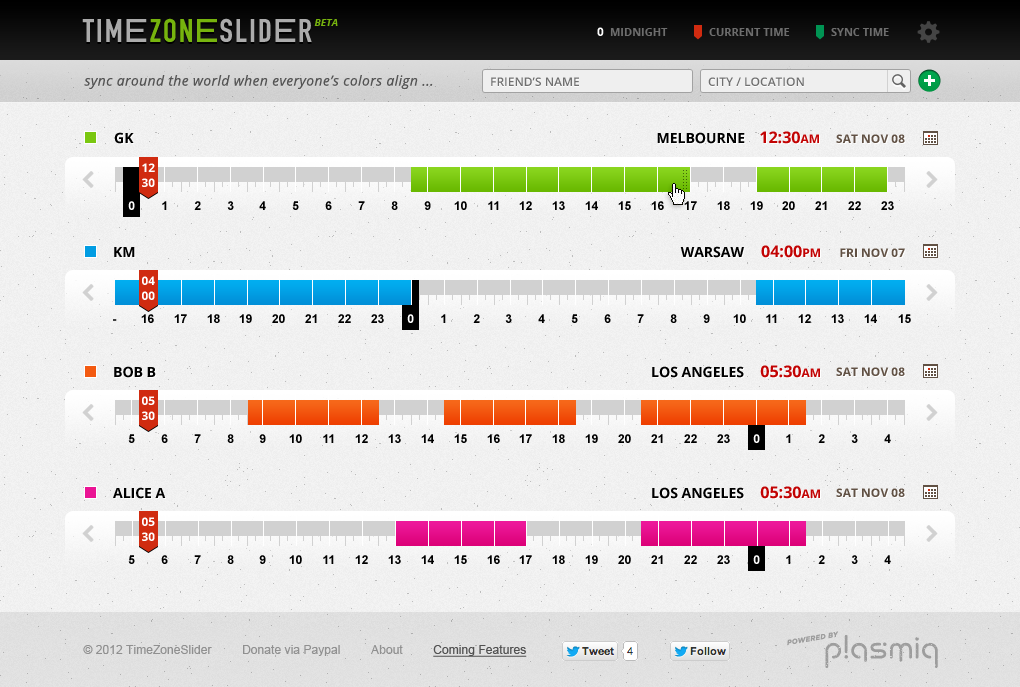 TIMEZONESLIDER BETA
0 MIDNIGHT CURRENT TIME SYNC TIME
sync around the world when everyone's colors align ... FRIEND'S NAME CITY / LOCATION
GK MELBOURNE 12:30AM SAT NOV 08
12
30
0 1 2 3 4 5 6 7 8 9 10 11 12 13 14 15 16 17 18 19 20 21 22 23
KM WARSAW 04:00PM FRI NOV 07
04
00
- 16 17 18 19 20 21 22 23 0 1 2 3 4 5 6 7 8 9 10 11 12 13 14 15
BOB B LOS ANGELES 05:30AM SAT NOV 08
05
30
5 6 7 8 9 10 11 12 13 14 15 16 17 18 19 20 21 22 23 0 1 2 3 4
ALICE A LOS ANGELES 05:30AM SAT NOV 08
05
30
5 6 7 8 9 10 11 12 13 14 15 16 17 18 19 20 21 22 23 0 1 2 3 4
© 2012 TimeZoneSlider Donate via Paypal About Coming Features Tweet 4 Follow POWERED BY plasmiq